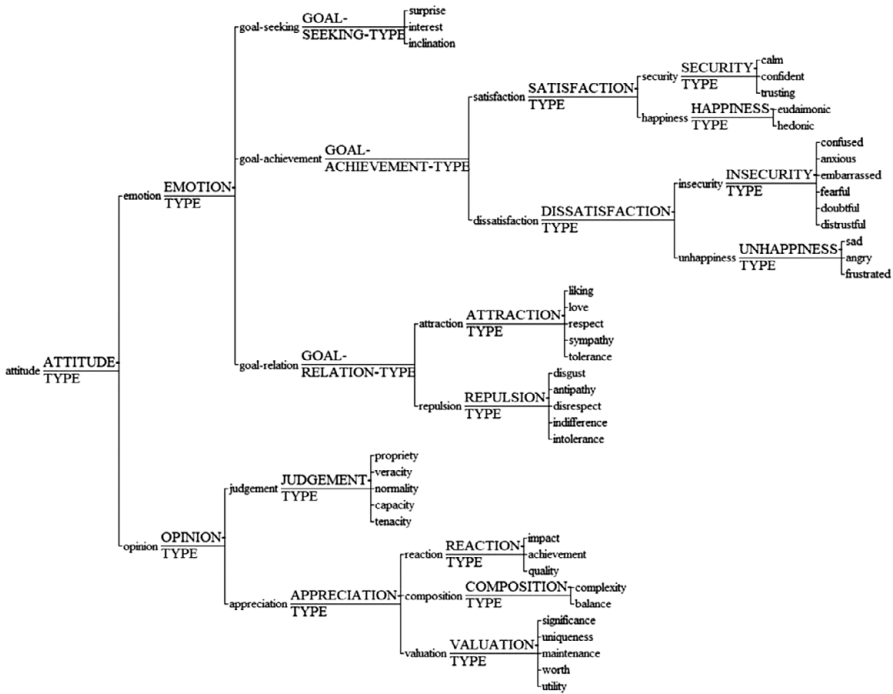 surprise
goal-seeking GOAL- interest
SEEKING-TYPE inclination
calm
security SECURITY confident
TYPE trusting
satisfaction SATISFACTION
TYPE
happiness HAPPINESS eudaimonic
TYPE hedonic
goal-achievement GOAL-
ACHIEVEMENT-TYPE
confused
anxious
insecurity INSECURITY embarrassed
TYPE fearful
doubtful
distrustful
emotion EMOTION
TYPE
dissatisfaction DISSATISFACTION
TYPE
sad
unhappiness UNHAPPINESS angry
TYPE frustrated
liking
love
attraction ATTRACTION respect
TYPE sympathy
tolerance
goal-relation GOAL-
RELATION-TYPE
attitude ATTITUDE
TYPE
disgust
antipathy
repulsion REPULSION disrespect
TYPE indifference
intolerance
propriety
veracity
judgement JUDGEMENT normality
TYPE capacity
tenacity
opinion OPINION
TYPE
impact
reaction REACTION achievement
TYPE quality
appreciation APPRECIATION
TYPE
composition COMPOSITION complexity
TYPE balance
significance
uniqueness
valuation VALUATION maintenance
TYPE worth
utility